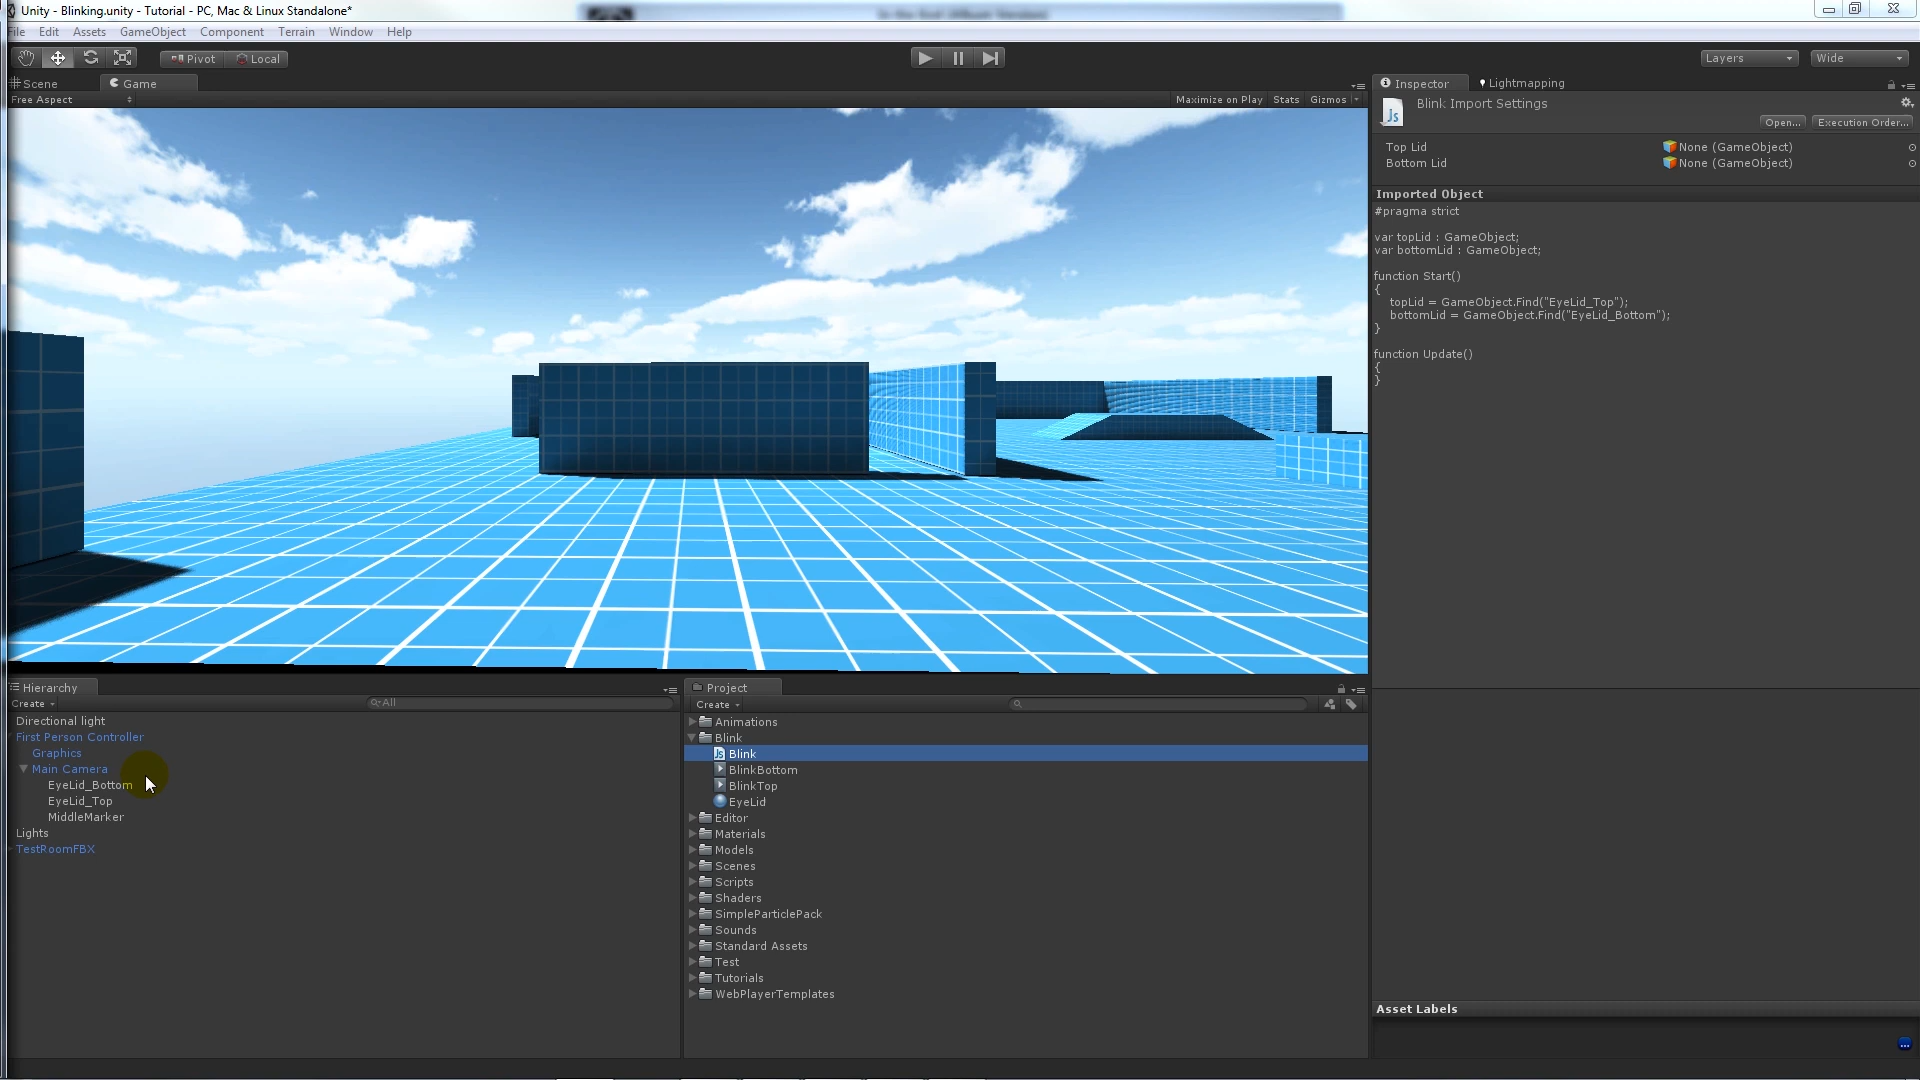 Unity - Blinking.unity - Tutorial - PC, Mac & Linux Standalone*
File Edit Assets GameObject Component Terrain Window Help
Pivot Local
Layers Wide
Scene Game
Free Aspect
Maximize on Play Stats Gizmos
Inspector Lightmapping
Blink Import Settings
Js
Open... Execution Order...
Top Lid None (GameObject)
Bottom Lid None (GameObject)
Imported Object
#pragma strict
var topLid : GameObject;
var bottomLid : GameObject;
function Start()
{
topLid = GameObject.Find("EyeLid_Top");
bottomLid = GameObject.Find("EyeLid_Bottom");
}
function Update()
{
}
Hierarchy
Create All
Directional light
First Person Controller
Graphics
Main Camera
EyeLid_Bottom
EyeLid_Top
MiddleMarker
Lights
TestRoomFBX
Project
Create
Animations
Blink
Js Blink
BlinkBottom
BlinkTop
EyeLid
Editor
Materials
Models
Scenes
Scripts
Shaders
SimpleParticlePack
Sounds
Standard Assets
Test
Tutorials
WebPlayerTemplates
Asset Labels